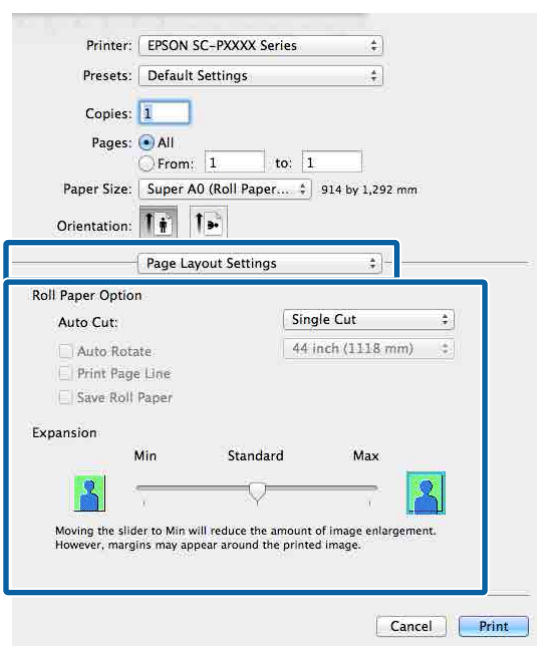 Printer: EPSON SC-PXXXX Series
Presets: Default Settings
Copies: 1
Pages: All
From: 1 to: 1
Paper Size: Super A0 (Roll Paper... 914 by 1,292 mm
Orientation:
Page Layout Settings
Roll Paper Option
Auto Cut: Single Cut
Auto Rotate 44 inch (1118 mm)
Print Page Line
Save Roll Paper
Expansion
Min Standard Max
Moving the slider to Min will reduce the amount of image enlargement.
However, margins may appear around the printed image.
Cancel Print